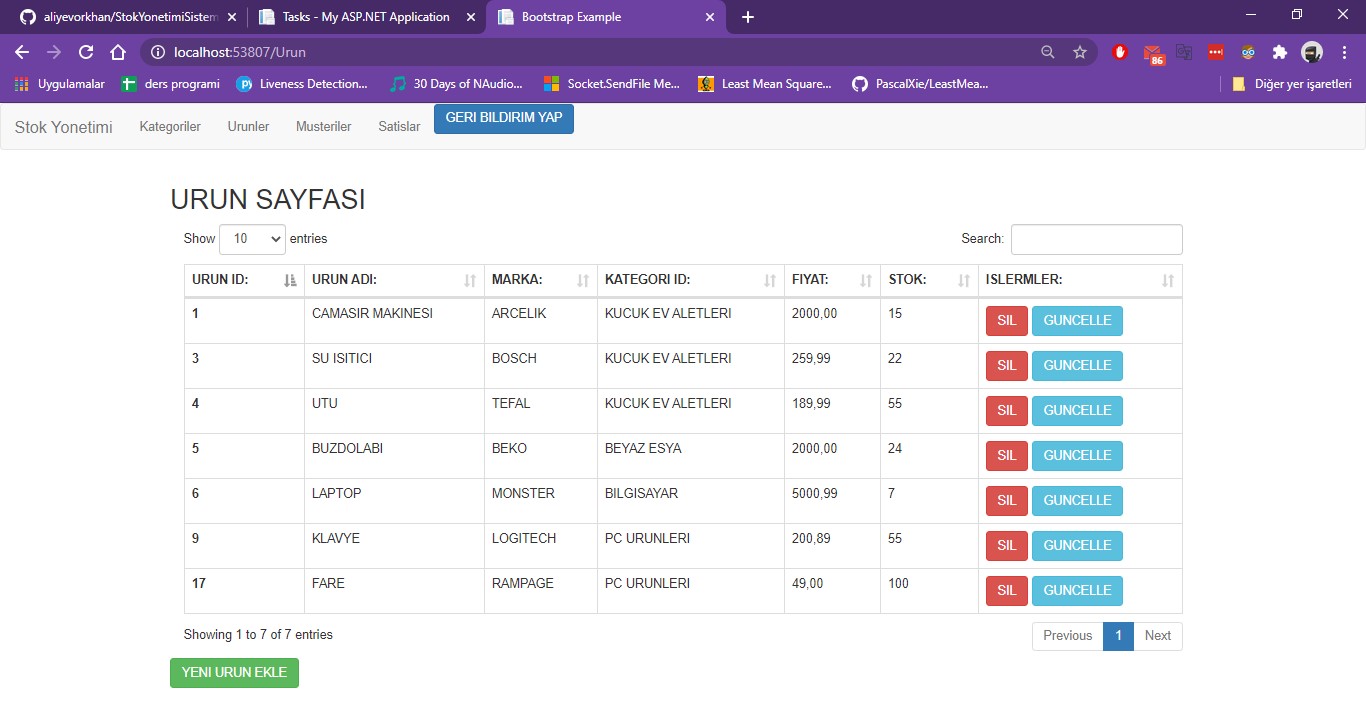 aliyevorkhan/StokYonetimiSistem
Tasks - My ASP.NET Application
Bootstrap Example
localhost:53807/Urun
86
Uygulamalar
ders programi
Liveness Detection...
30 Days of NAudio...
Socket.SendFile Me...
Least Mean Square...
PascalXie/LeastMea...
Diğer yer işaretleri
Stok Yonetimi
Kategoriler
Urunler
Musteriler
Satislar
GERI BILDIRIM YAP
URUN SAYFASI
Show 10 entries
Search:
URUN ID: URUN ADI: MARKA: KATEGORI ID: FIYAT: STOK: ISLERMLER:
1 CAMASIR MAKINESI ARCELIK KUCUK EV ALETLERI 2000,00 15 SIL GUNCELLE
3 SU ISITICI BOSCH KUCUK EV ALETLERI 259,99 22 SIL GUNCELLE
4 UTU TEFAL KUCUK EV ALETLERI 189,99 55 SIL GUNCELLE
5 BUZDOLABI BEKO BEYAZ ESYA 2000,00 24 SIL GUNCELLE
6 LAPTOP MONSTER BILGISAYAR 5000,99 7 SIL GUNCELLE
9 KLAVYE LOGITECH PC URUNLERI 200,89 55 SIL GUNCELLE
17 FARE RAMPAGE PC URUNLERI 49,00 100 SIL GUNCELLE
Showing 1 to 7 of 7 entries
Previous 1 Next
YENI URUN EKLE